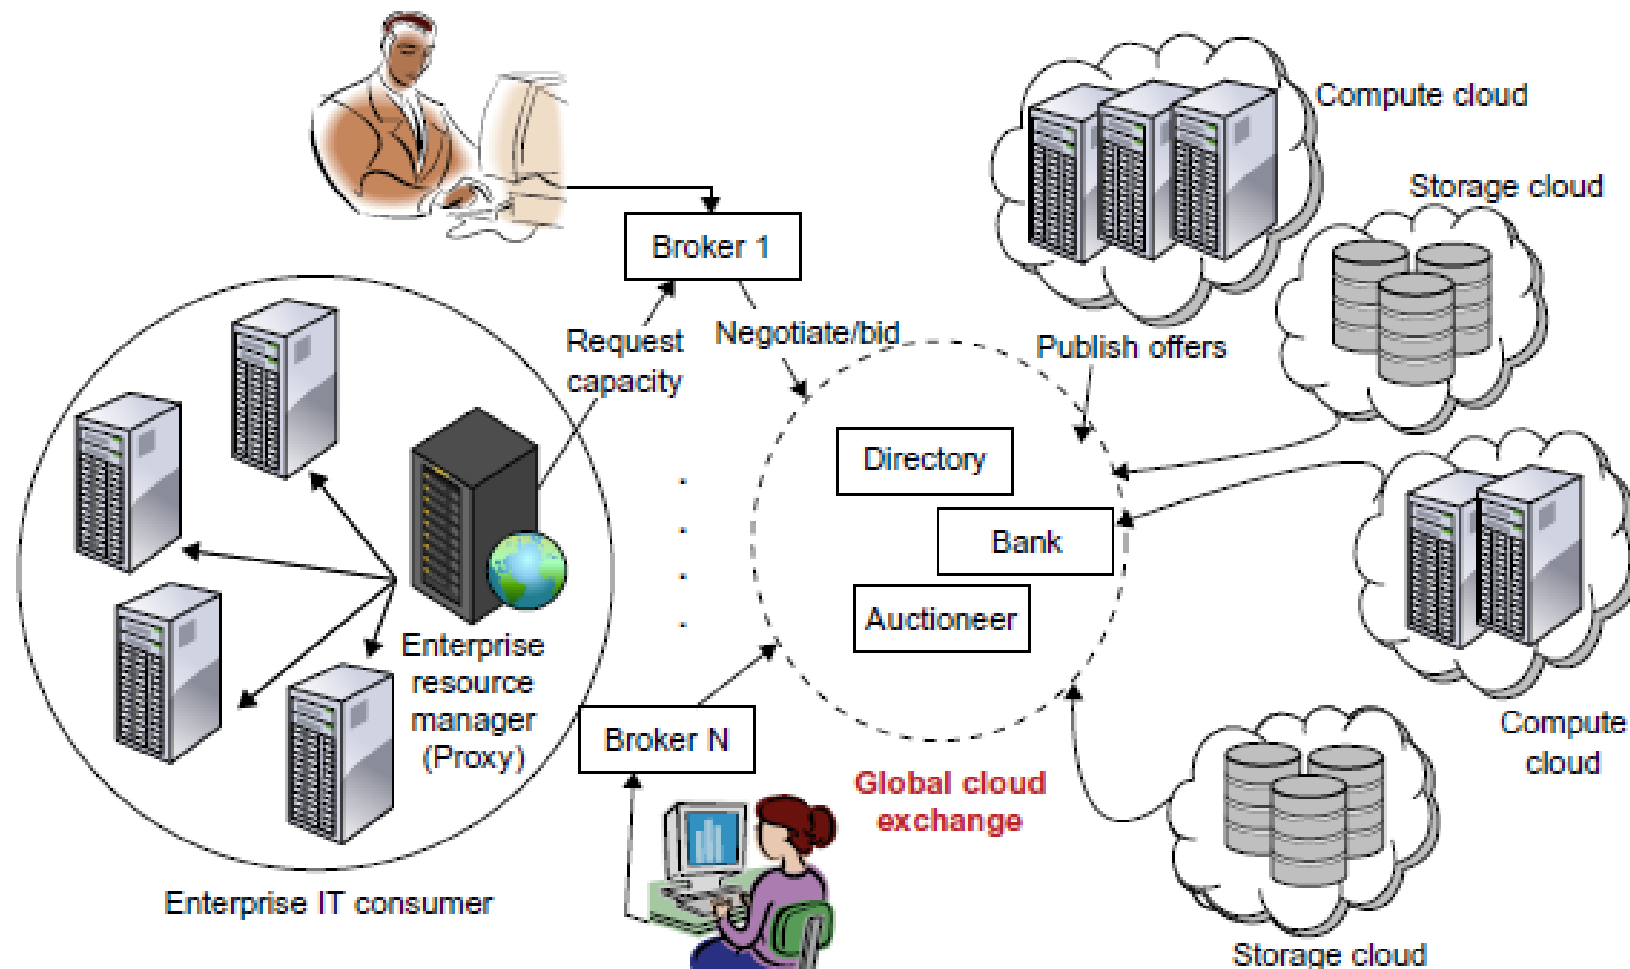 Compute cloud
Storage cloud
Broker 1
Request
capacity
Negotiate/bid
Publish offers
Directory
Bank
Auctioneer
Enterprise
resource
manager
(Proxy)
Broker N
Global cloud
exchange
Compute
cloud
Enterprise IT consumer
Storage cloud